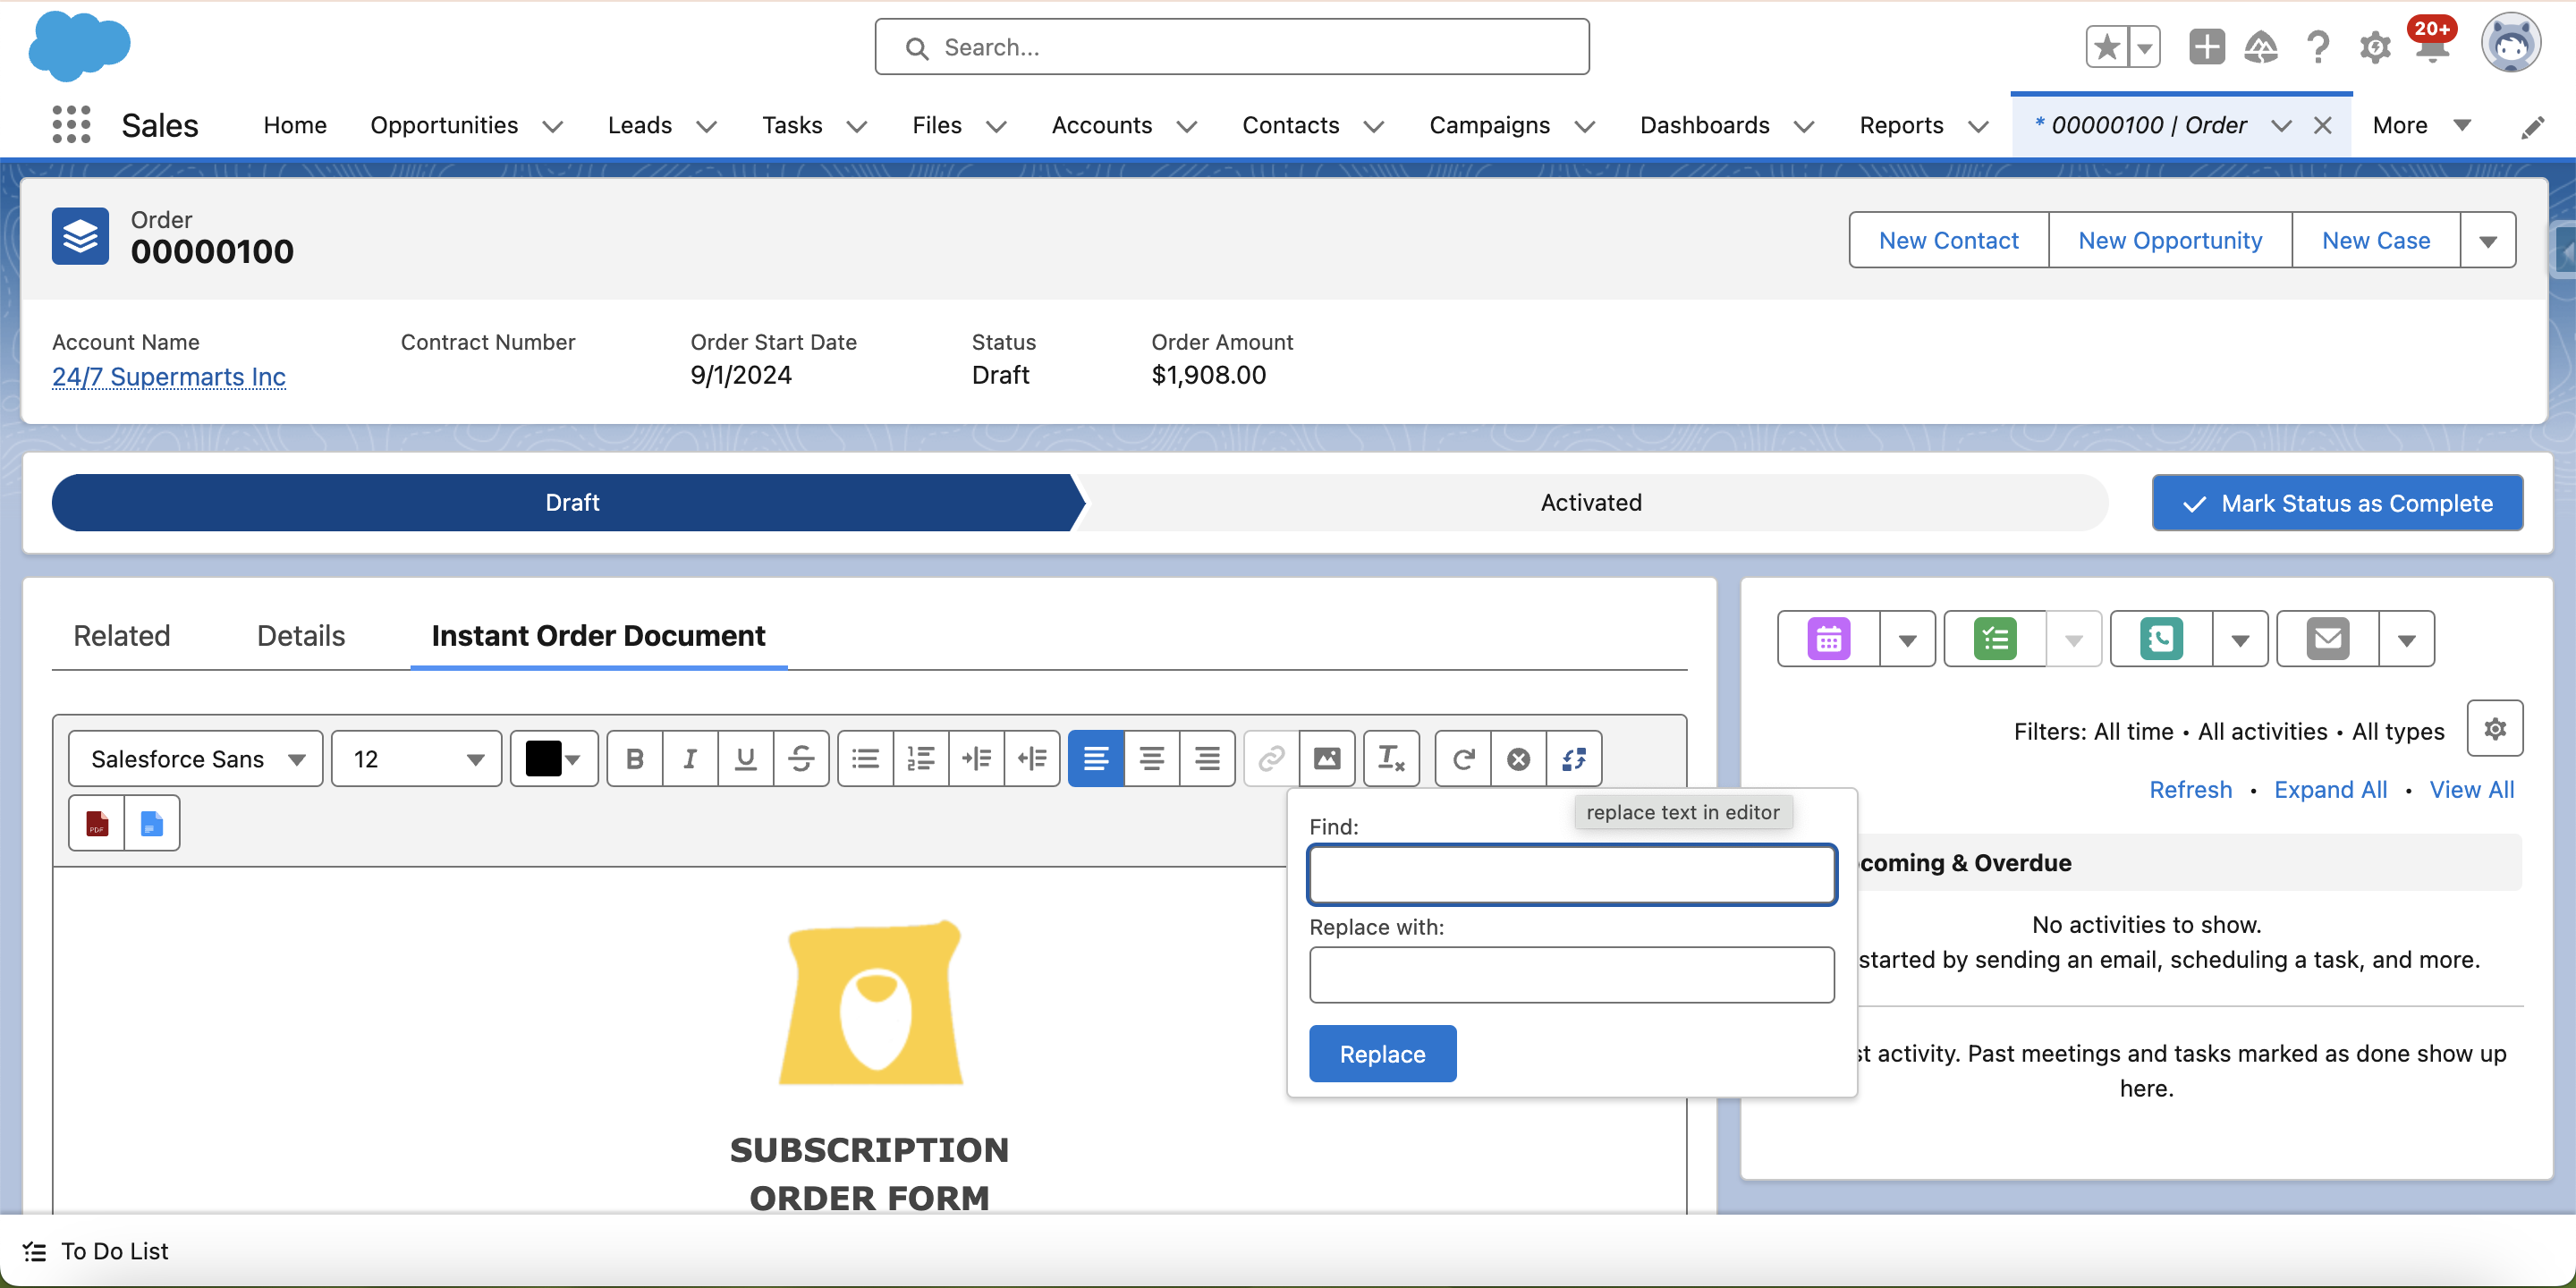 Search...
20+
Sales
Home Opportunities Leads Tasks Files Accounts Contacts Campaigns Dashboards Reports * 00000100 | Order More
Order
00000100
New Contact New Opportunity New Case
Account Name Contract Number Order Start Date Status Order Amount
24/7 Supermarts Inc 9/1/2024 Draft $1,908.00
Draft Activated Mark Status as Complete
Related Details Instant Order Document
Filters: All time • All activities • All types
Salesforce Sans 12
Refresh • Expand All • View All
replace text in editor
Find:
PDF
coming & Overdue
No activities to show.
Replace with:
started by sending an email, scheduling a task, and more.
Replace
st activity. Past meetings and tasks marked as done show up
here.
SUBSCRIPTION
ORDER FORM
To Do List